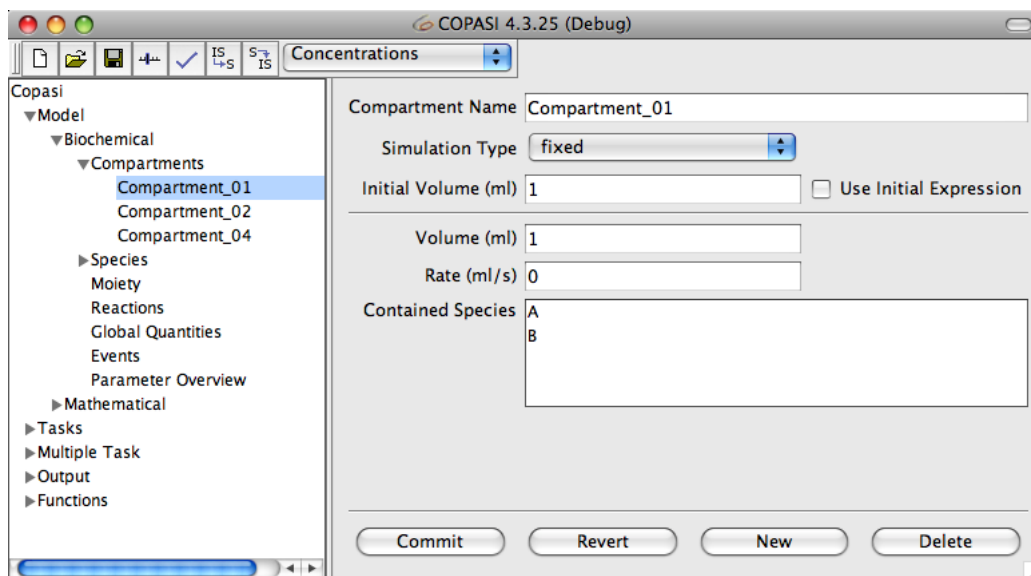 COPASI 4.3.25 (Debug)
IS S S IS Concentrations
Copasi
Model
Biochemical
Compartments
Compartment_01
Compartment_02
Compartment_04
Species
Moiety
Reactions
Global Quantities
Events
Parameter Overview
Mathematical
Tasks
Multiple Task
Output
Functions
Compartment Name Compartment_01
Simulation Type fixed
Initial Volume (ml) 1 Use Initial Expression
Volume (ml) 1
Rate (ml/s) 0
Contained Species A
B
Commit Revert New Delete